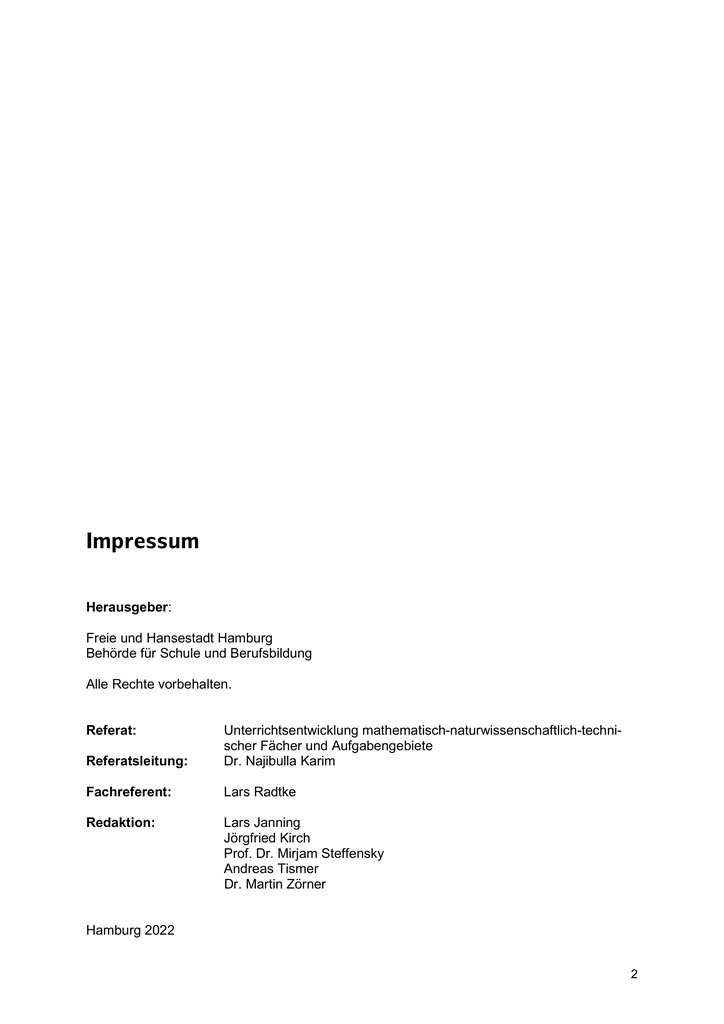 Impressum
Herausgeber:
Freie und Hansestadt Hamburg
Behörde für Schule und Berufsbildung
Alle Rechte vorbehalten.
Referat: Unterrichtsentwicklung mathematisch-naturwissenschaftlich-techni-
scher Fächer und Aufgabengebiete
Referatsleitung: Dr. Najibulla Karim
Fachreferent: Lars Radtke
Redaktion: Lars Janning
Jörgfried Kirch
Prof. Dr. Mirjam Steffensky
Andreas Tismer
Dr. Martin Zörner
Hamburg 2022
2